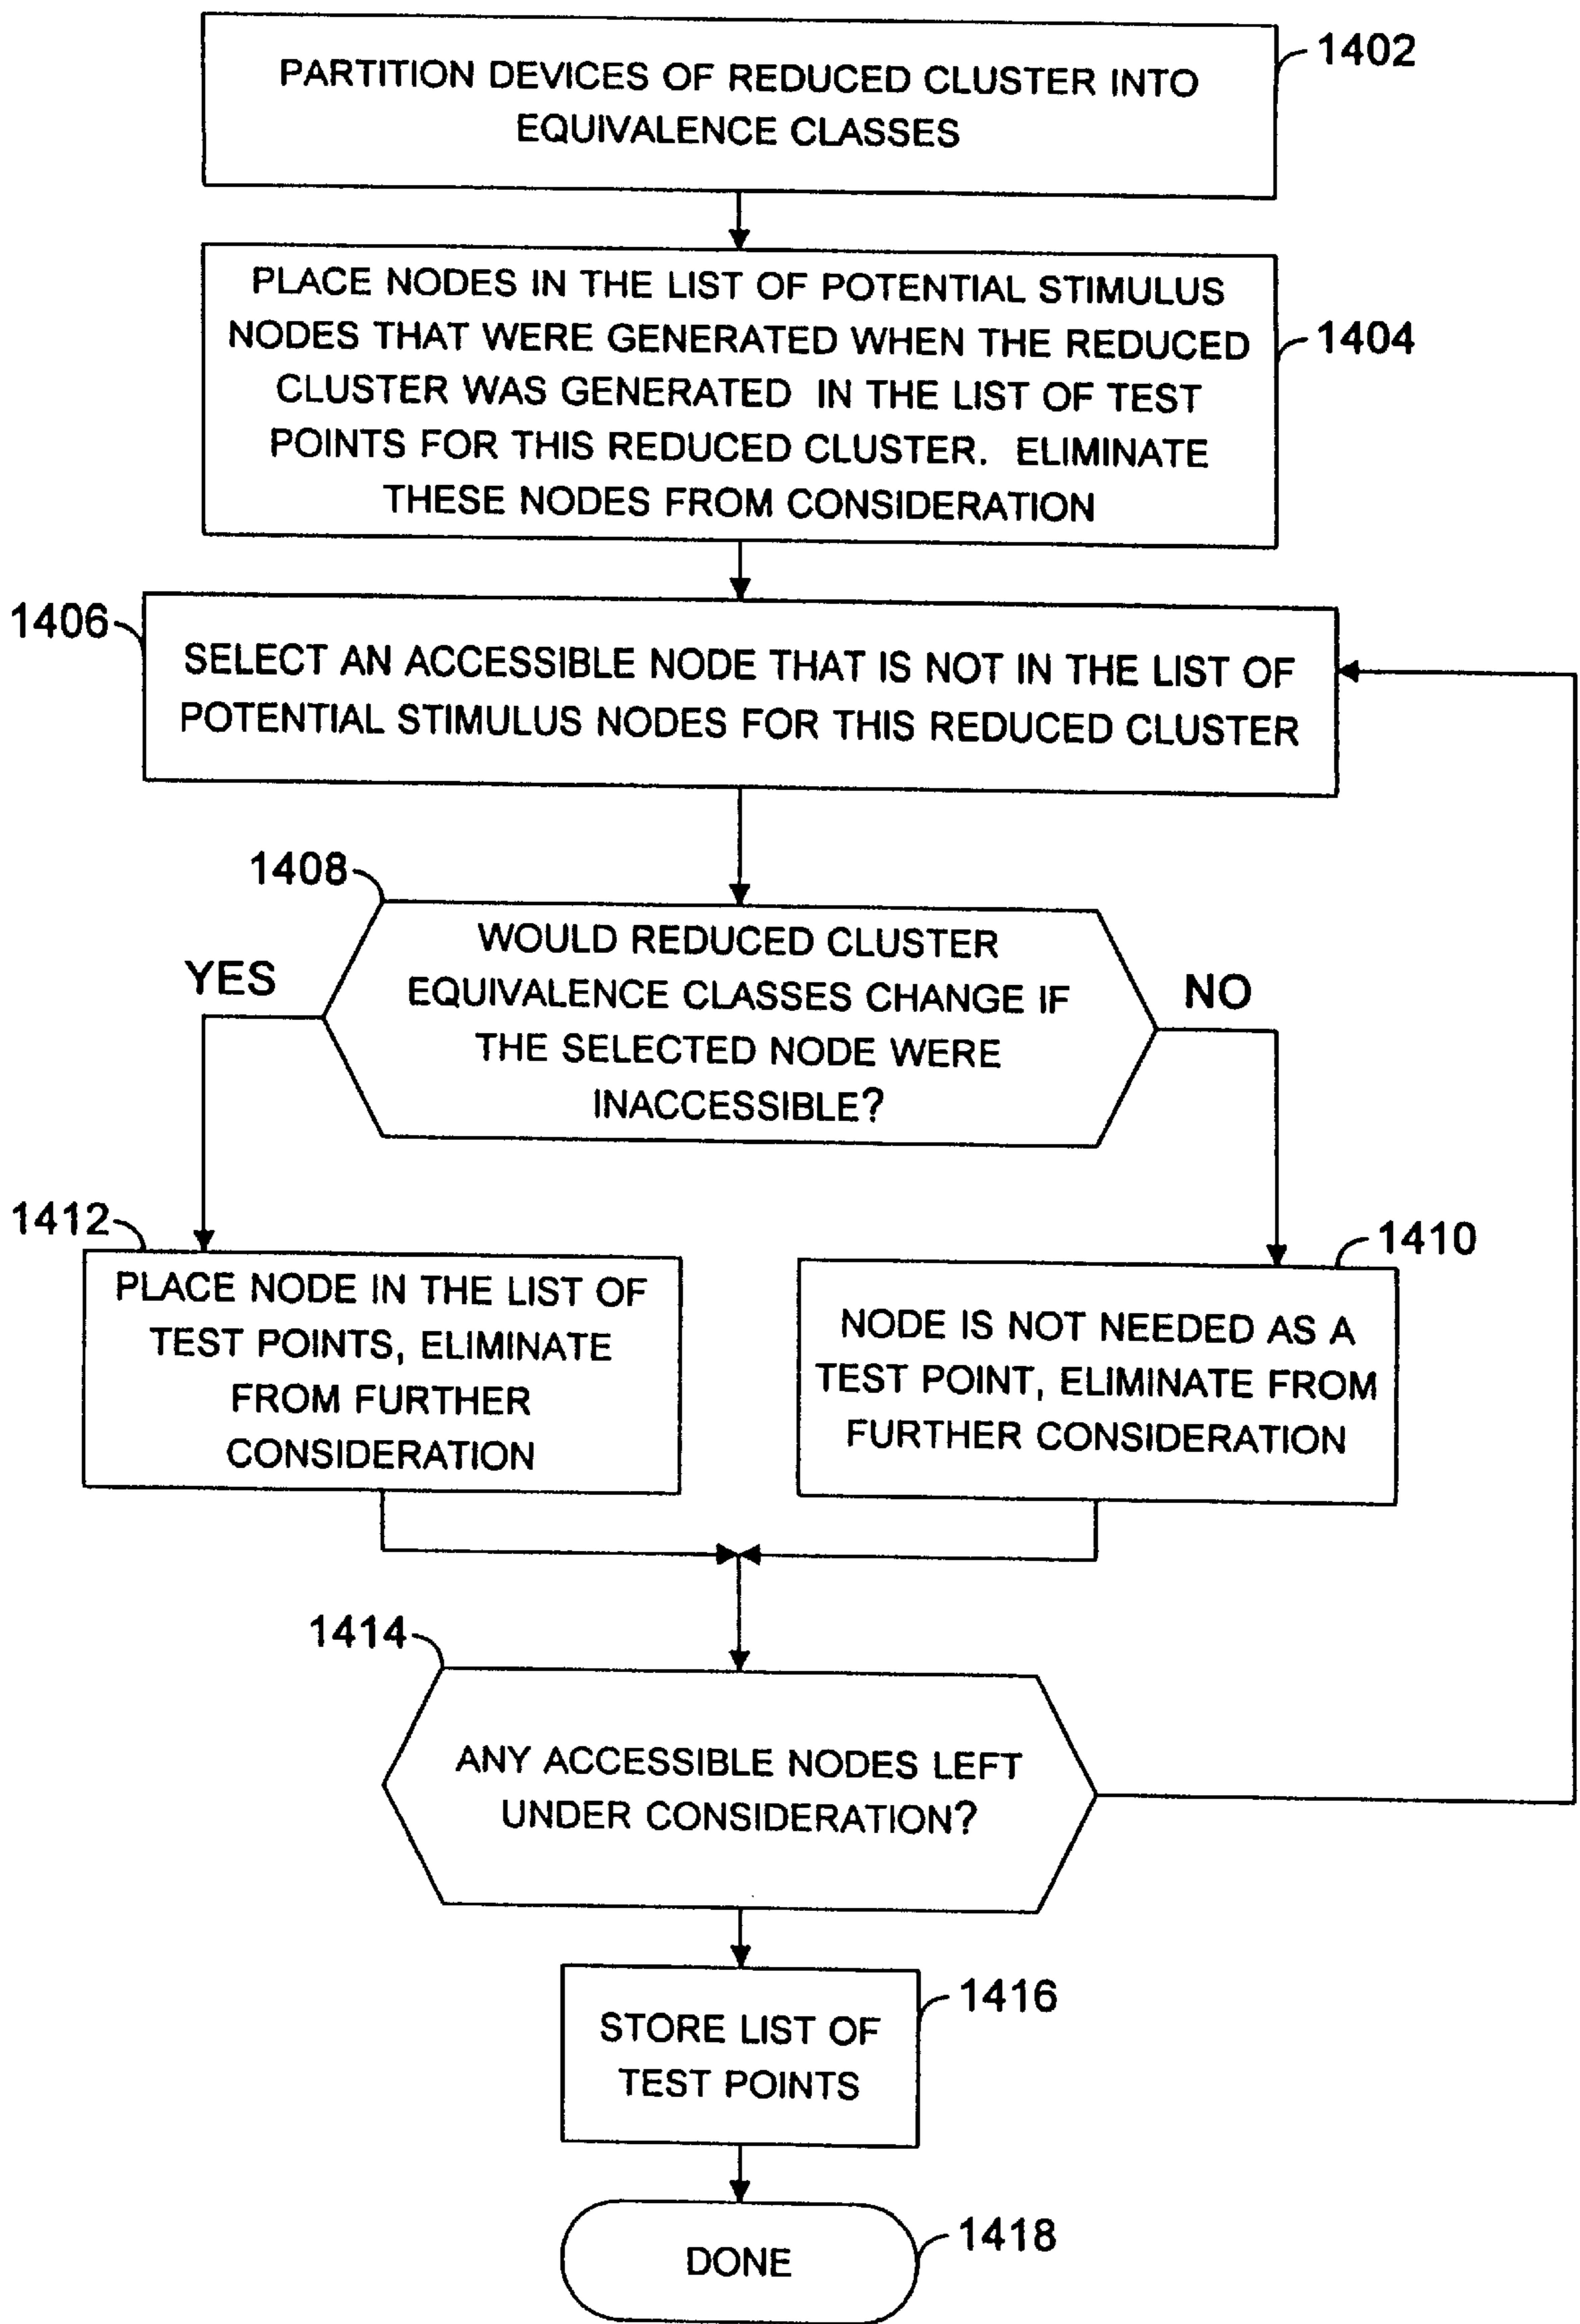 1402
PARTITION DEVICES OF REDUCED CLUSTER INTO
EQUIVALENCE CLASSES
PLACE NODES IN THE LIST OF POTENTIAL STIMULUS
NODES THAT WERE GENERATED WHEN THE REDUCED
1404
CLUSTER WAS GENERATED IN THE LIST OF TEST
POINTS FOR THIS REDUCED CLUSTER. ELIMINATE
THESE NODES FROM CONSIDERATION
1406
SELECT AN ACCESSIBLE NODE THAT IS NOT IN THE LIST OF
POTENTIAL STIMULUS NODES FOR THIS REDUCED CLUSTER
1408
WOULD REDUCED CLUSTER
EQUIVALENCE CLASSES CHANGE IF
THE SELECTED NODE WERE
INACCESSIBLE?
YES
NO
1412
PLACE NODE IN THE LIST OF
TEST POINTS, ELIMINATE
FROM FURTHER
CONSIDERATION
1410
NODE IS NOT NEEDED AS A
TEST POINT, ELIMINATE FROM
FURTHER CONSIDERATION
1414
ANY ACCESSIBLE NODES LEFT
UNDER CONSIDERATION?
1416
STORE LIST OF
TEST POINTS
1418
DONE